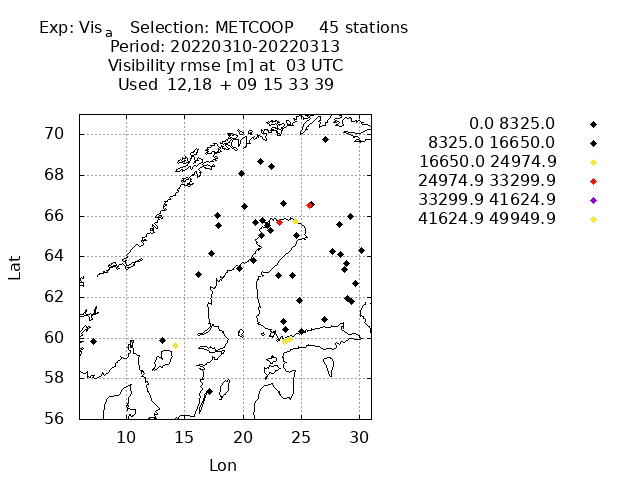 Exp: Vis a   Selection: METCOOP     45 stations
Period: 20220310-20220313
Visibility rmse [m] at  03 UTC
Used  12,18 + 09 15 33 39
0.0 8325.0
8325.0 16650.0
16650.0 24974.9
24974.9 33299.9
33299.9 41624.9
41624.9 49949.9
70
68
66
64
62
60
58
56
Lat
10 15 20 25 30
Lon